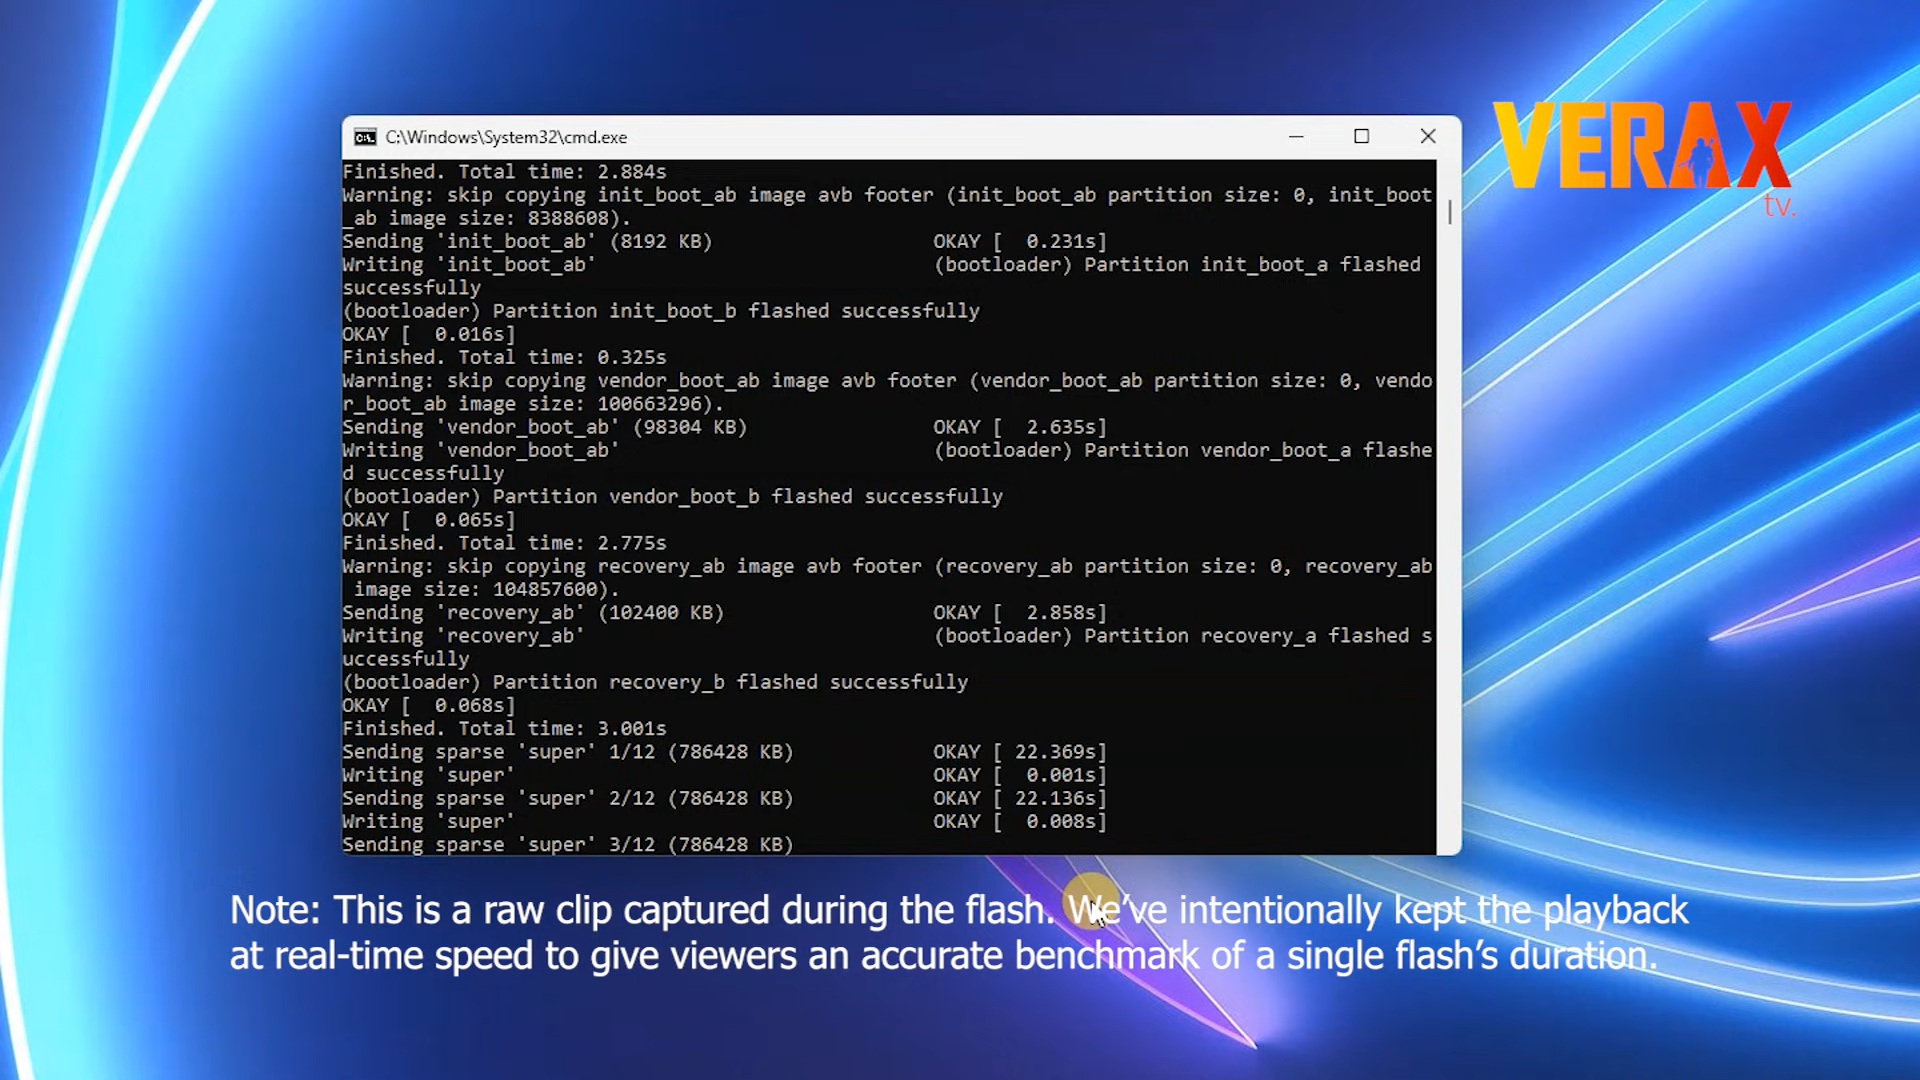 C:\Windows\System32\cmd.exe
VERAX
tv.
Finished. Total time: 2.884s
Warning: skip copying init_boot_ab image avb footer (init_boot_ab partition size: 0, init_boot
_ab image size: 8388608).
Sending 'init_boot_ab' (8192 KB) OKAY [ 0.231s]
Writing 'init_boot_ab' (bootloader) Partition init_boot_a flashed
successfully
(bootloader) Partition init_boot_b flashed successfully
OKAY [ 0.016s]
Finished. Total time: 0.325s
Warning: skip copying vendor_boot_ab image avb footer (vendor_boot_ab partition size: 0, vendo
r_boot_ab image size: 100663296).
Sending 'vendor_boot_ab' (98304 KB) OKAY [ 2.635s]
Writing 'vendor_boot_ab' (bootloader) Partition vendor_boot_a flashe
d successfully
(bootloader) Partition vendor_boot_b flashed successfully
OKAY [ 0.065s]
Finished. Total time: 2.775s
Warning: skip copying recovery_ab image avb footer (recovery_ab partition size: 0, recovery_ab
image size: 104857600).
Sending 'recovery_ab' (102400 KB) OKAY [ 2.858s]
Writing 'recovery_ab' (bootloader) Partition recovery_a flashed s
uccessfully
(bootloader) Partition recovery_b flashed successfully
OKAY [ 0.068s]
Finished. Total time: 3.001s
Sending sparse 'super' 1/12 (786428 KB) OKAY [ 22.369s]
Writing 'super' OKAY [ 0.001s]
Sending sparse 'super' 2/12 (786428 KB) OKAY [ 22.136s]
Writing 'super' OKAY [ 0.008s]
Sending sparse 'super' 3/12 (786428 KB)
Note: This is a raw clip captured during the flash. We've intentionally kept the playback
at real-time speed to give viewers an accurate benchmark of a single flash's duration.